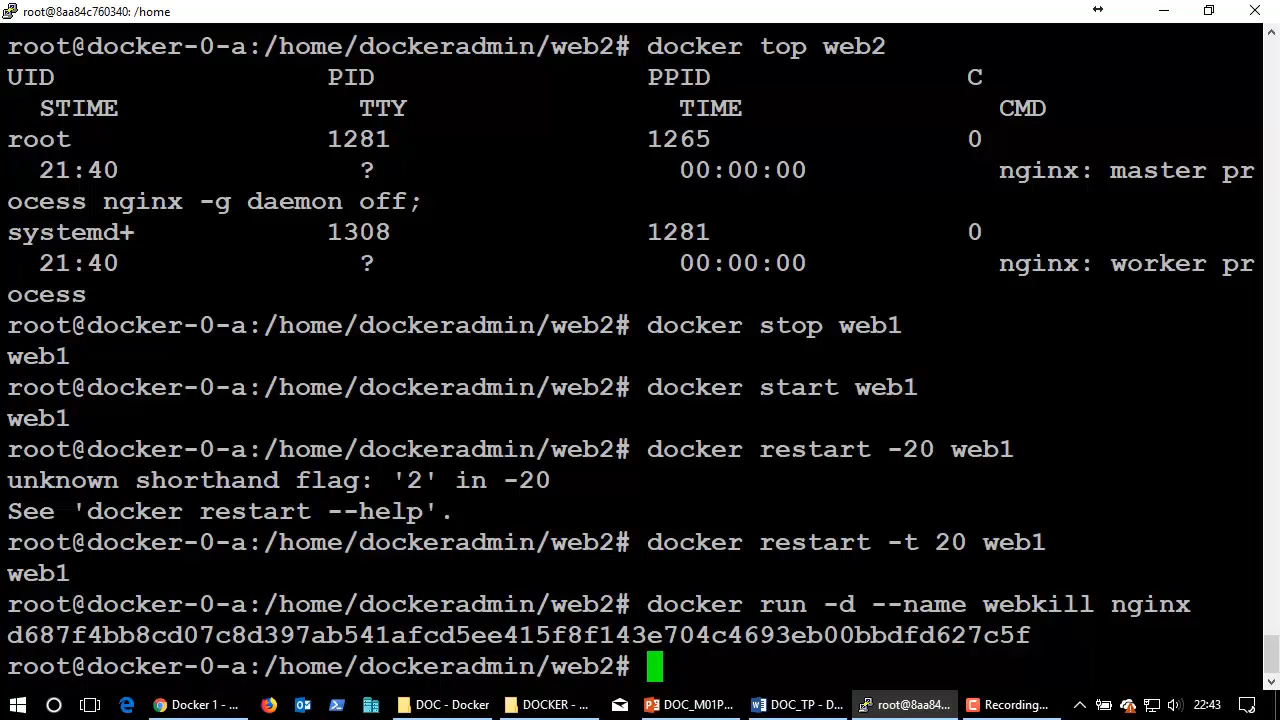 root@8aa84c760340: /home
root@docker-0-a:/home/dockeradmin/web2# docker top web2
UID PID PPID C
STIME TTY TIME CMD
root 1281 1265 0
21:40 ? 00:00:00 nginx: master pr
ocess nginx -g daemon off;
systemd+ 1308 1281 0
21:40 ? 00:00:00 nginx: worker pr
ocess
root@docker-0-a:/home/dockeradmin/web2# docker stop web1
web1
root@docker-0-a:/home/dockeradmin/web2# docker start web1
web1
root@docker-0-a:/home/dockeradmin/web2# docker restart -20 web1
unknown shorthand flag: '2' in -20
See 'docker restart --help'.
root@docker-0-a:/home/dockeradmin/web2# docker restart -t 20 web1
web1
root@docker-0-a:/home/dockeradmin/web2# docker run -d --name webkill nginx
d687f4bb8cd07c8d397ab541afcd5ee415f8f143e704c4693eb00bbdfd627c5f
root@docker-0-a:/home/dockeradmin/web2#
Docker 1 - ... DOC - Docker DOCKER - ... DOC_M01P... DOC_TP - D... root@8aa84... Recording... 22:43